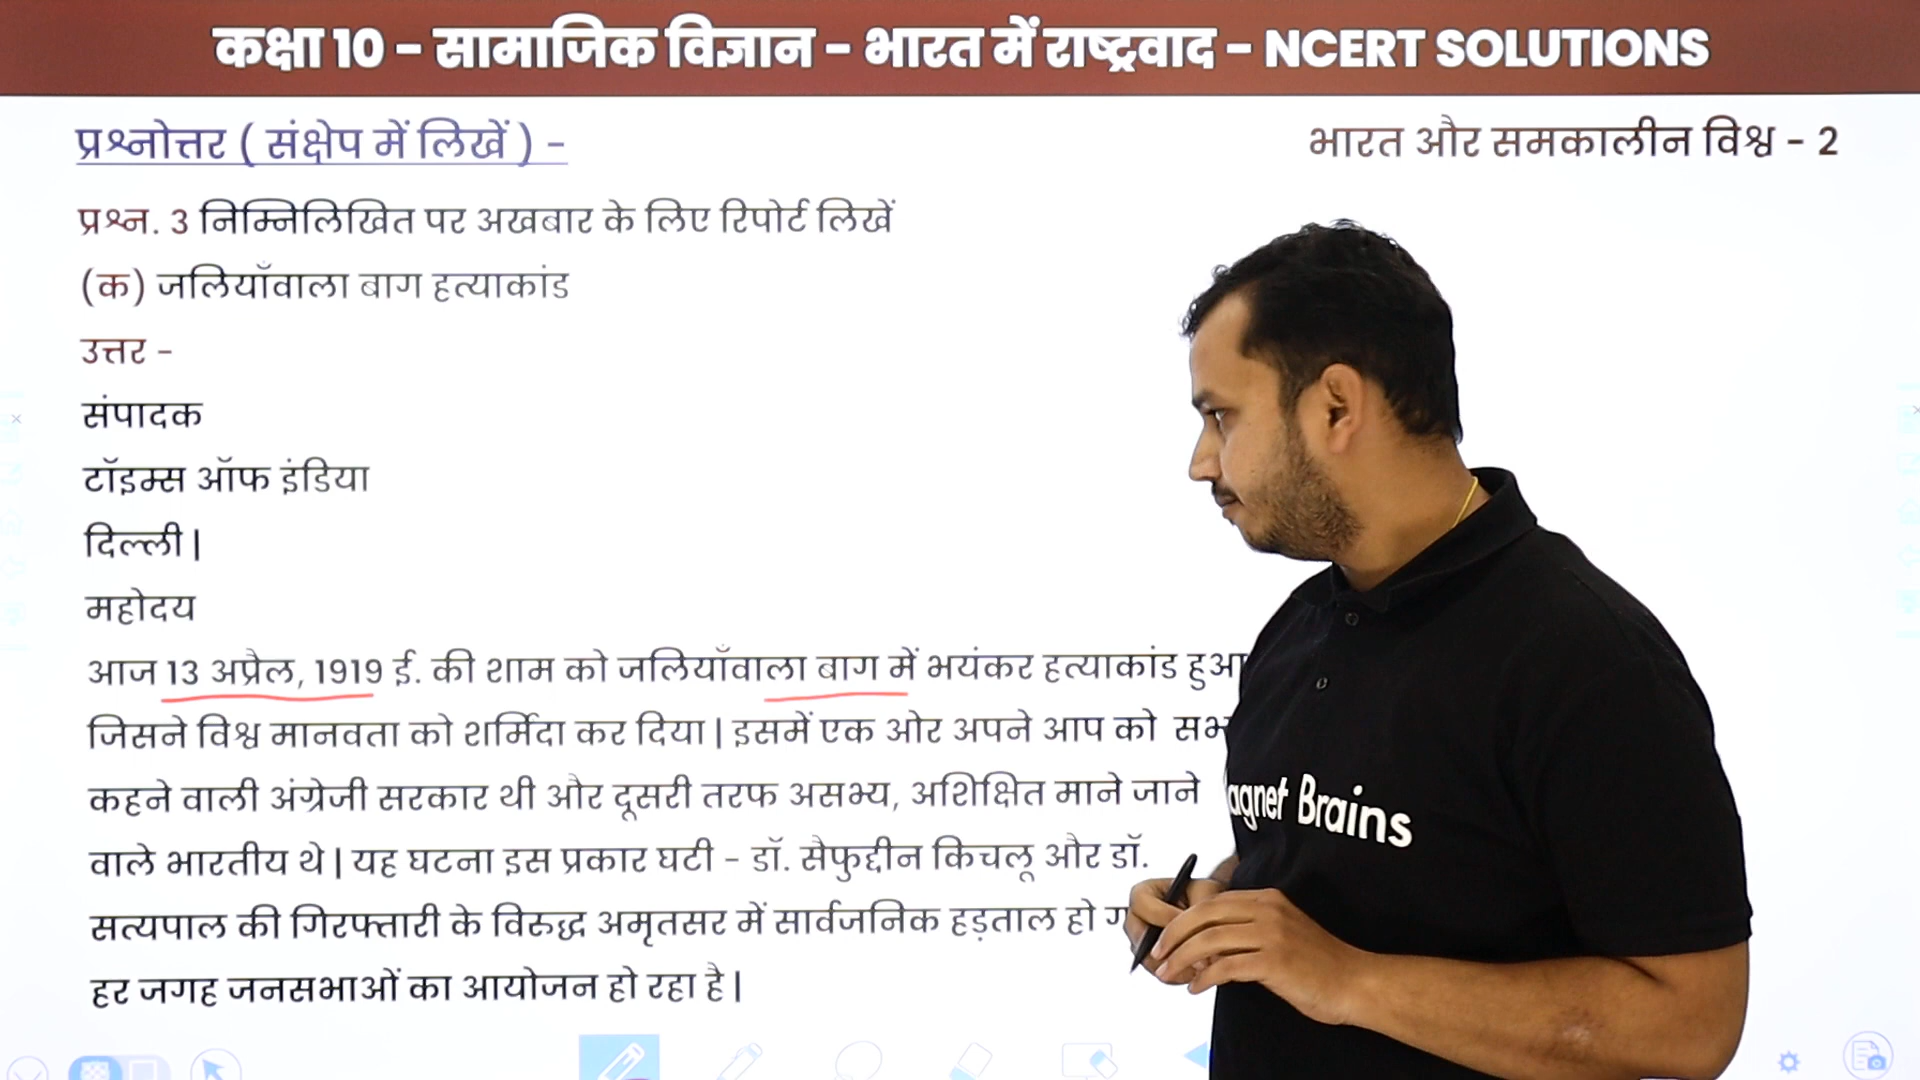 कक्षा 10 – सामाजिक विज्ञान – भारत में राष्ट्रवाद – NCERT SOLUTIONS
प्रश्नोत्तर ( संक्षेप में लिखें ) –
भारत और समकालीन विश्व – 2
प्रश्न. 3 निम्निलिखित पर अखबार के लिए रिपोर्ट लिखें
(क) जलियाँवाला बाग हत्याकांड
उत्तर –
संपादक
टॉइम्स ऑफ इंडिया
दिल्ली |
महोदय
आज 13 अप्रैल, 1919 ई. की शाम को जलियाँवाला बाग में भयंकर हत्याकांड हुआ
जिसने विश्व मानवता को शर्मिदा कर दिया | इसमें एक ओर अपने आप को
कहने वाली अंग्रेजी सरकार थी और दूसरी तरफ असभ्य, अशिक्षित माने जाने
वाले भारतीय थे | यह घटना इस प्रकार घटी – डॉ. सैफुद्दीन किचलू और डॉ.
सत्यपाल की गिरफ्तारी के विरुद्ध अमृतसर में सार्वजनिक हड़ताल हो
हर जगह जनसभाओं का आयोजन हो रहा है |
agnet Brains